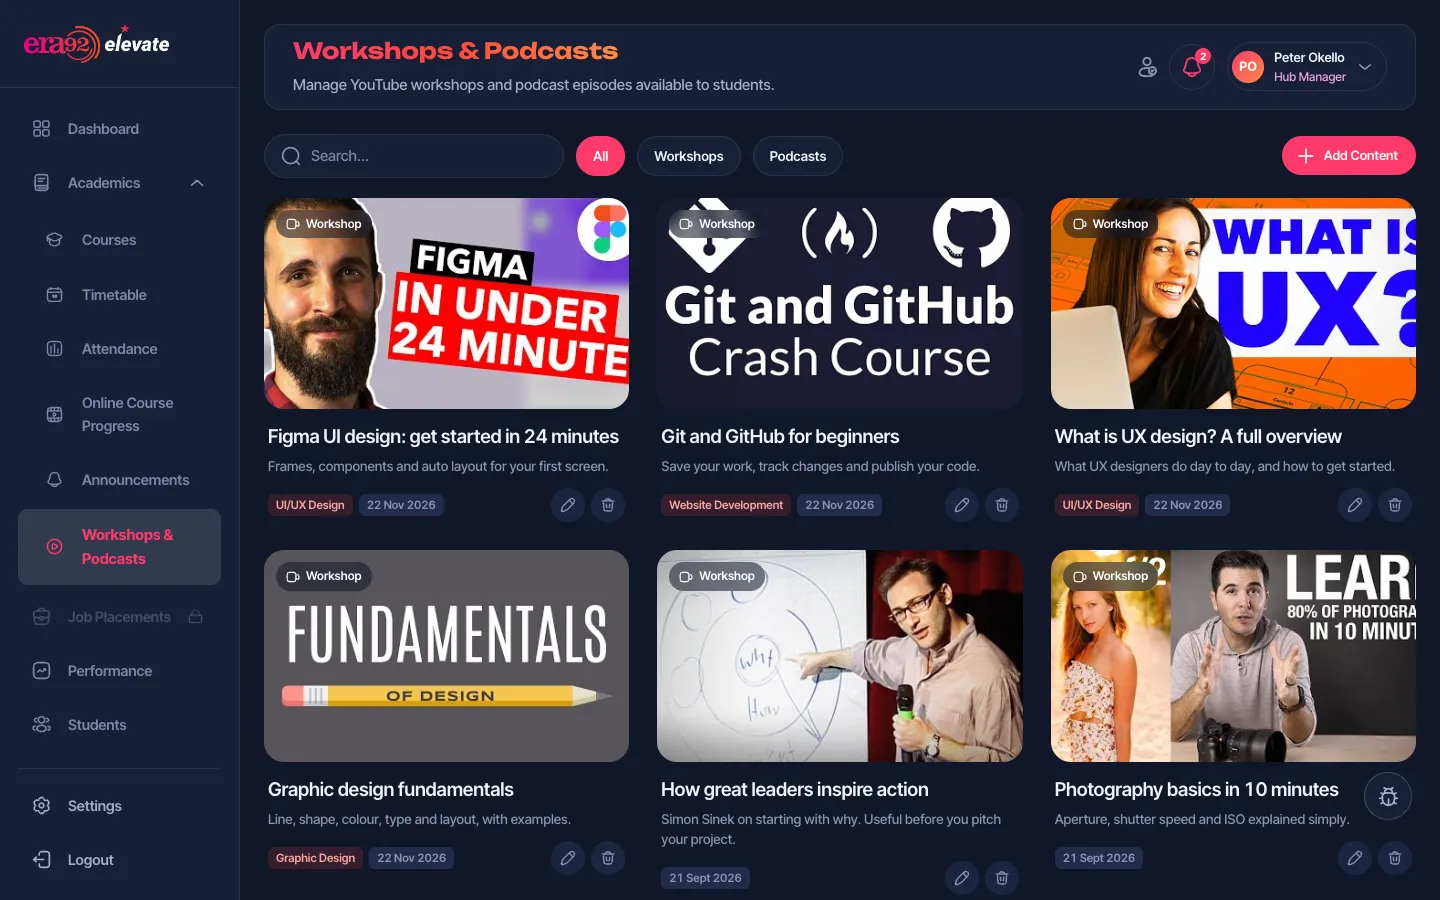 era92 elevate
Dashboard
Academics
Courses
Timetable
Attendance
Online Course
Progress
Announcements
Workshops &
Podcasts
Job Placements
Performance
Students
Settings
Logout
Workshops & Podcasts
Manage YouTube workshops and podcast episodes available to students.
2
PO
Peter Okello
Hub Manager
Search...
All
Workshops
Podcasts
Add Content
Workshop
FIGMA
IN UNDER
24 MINUTE
Figma UI design: get started in 24 minutes
Frames, components and auto layout for your first screen.
UI/UX Design
22 Nov 2026
Workshop
Git and GitHub
Crash Course
Git and GitHub for beginners
Save your work, track changes and publish your code.
Website Development
22 Nov 2026
Workshop
WHAT IS
UX?
12
What is UX design? A full overview
What UX designers do day to day, and how to get started.
UI/UX Design
22 Nov 2026
Workshop
FUNDAMENTALS
OF DESIGN
Graphic design fundamentals
Line, shape, colour, type and layout, with examples.
Graphic Design
22 Nov 2026
Workshop
Why
How
How great leaders inspire action
Simon Sinek on starting with why. Useful before you pitch
your project.
21 Sept 2026
Workshop
LEAR
80% OF PHOTOGRA
IN 10 MINUT
Photography basics in 10 minutes
Aperture, shutter speed and ISO explained simply.
21 Sept 2026